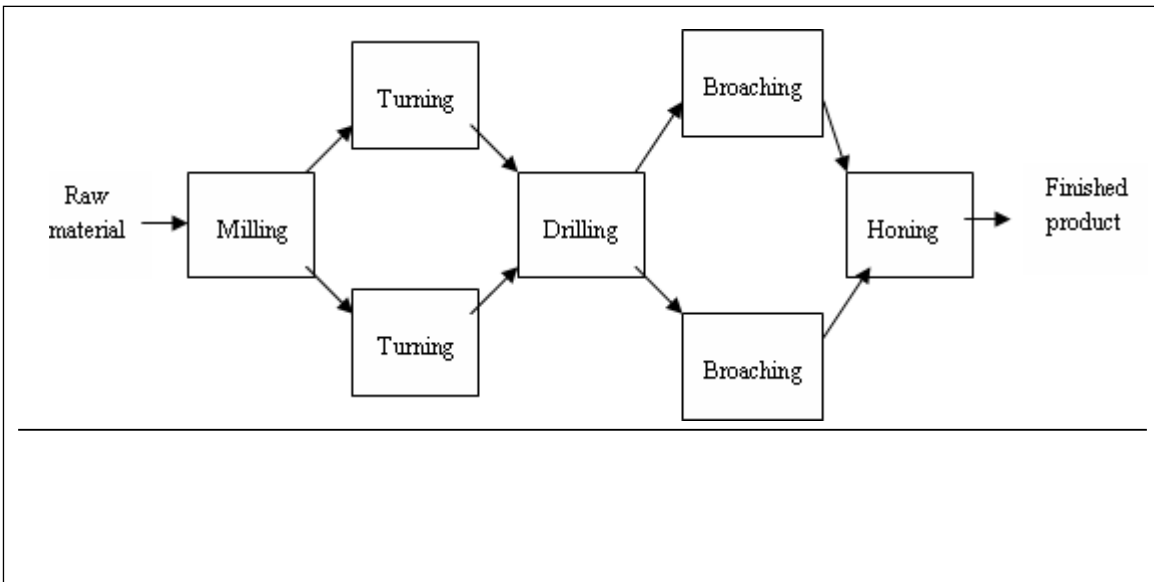 Raw
material
Milling
Turning
Turning
Drilling
Broaching
Broaching
Honing
Finished
product